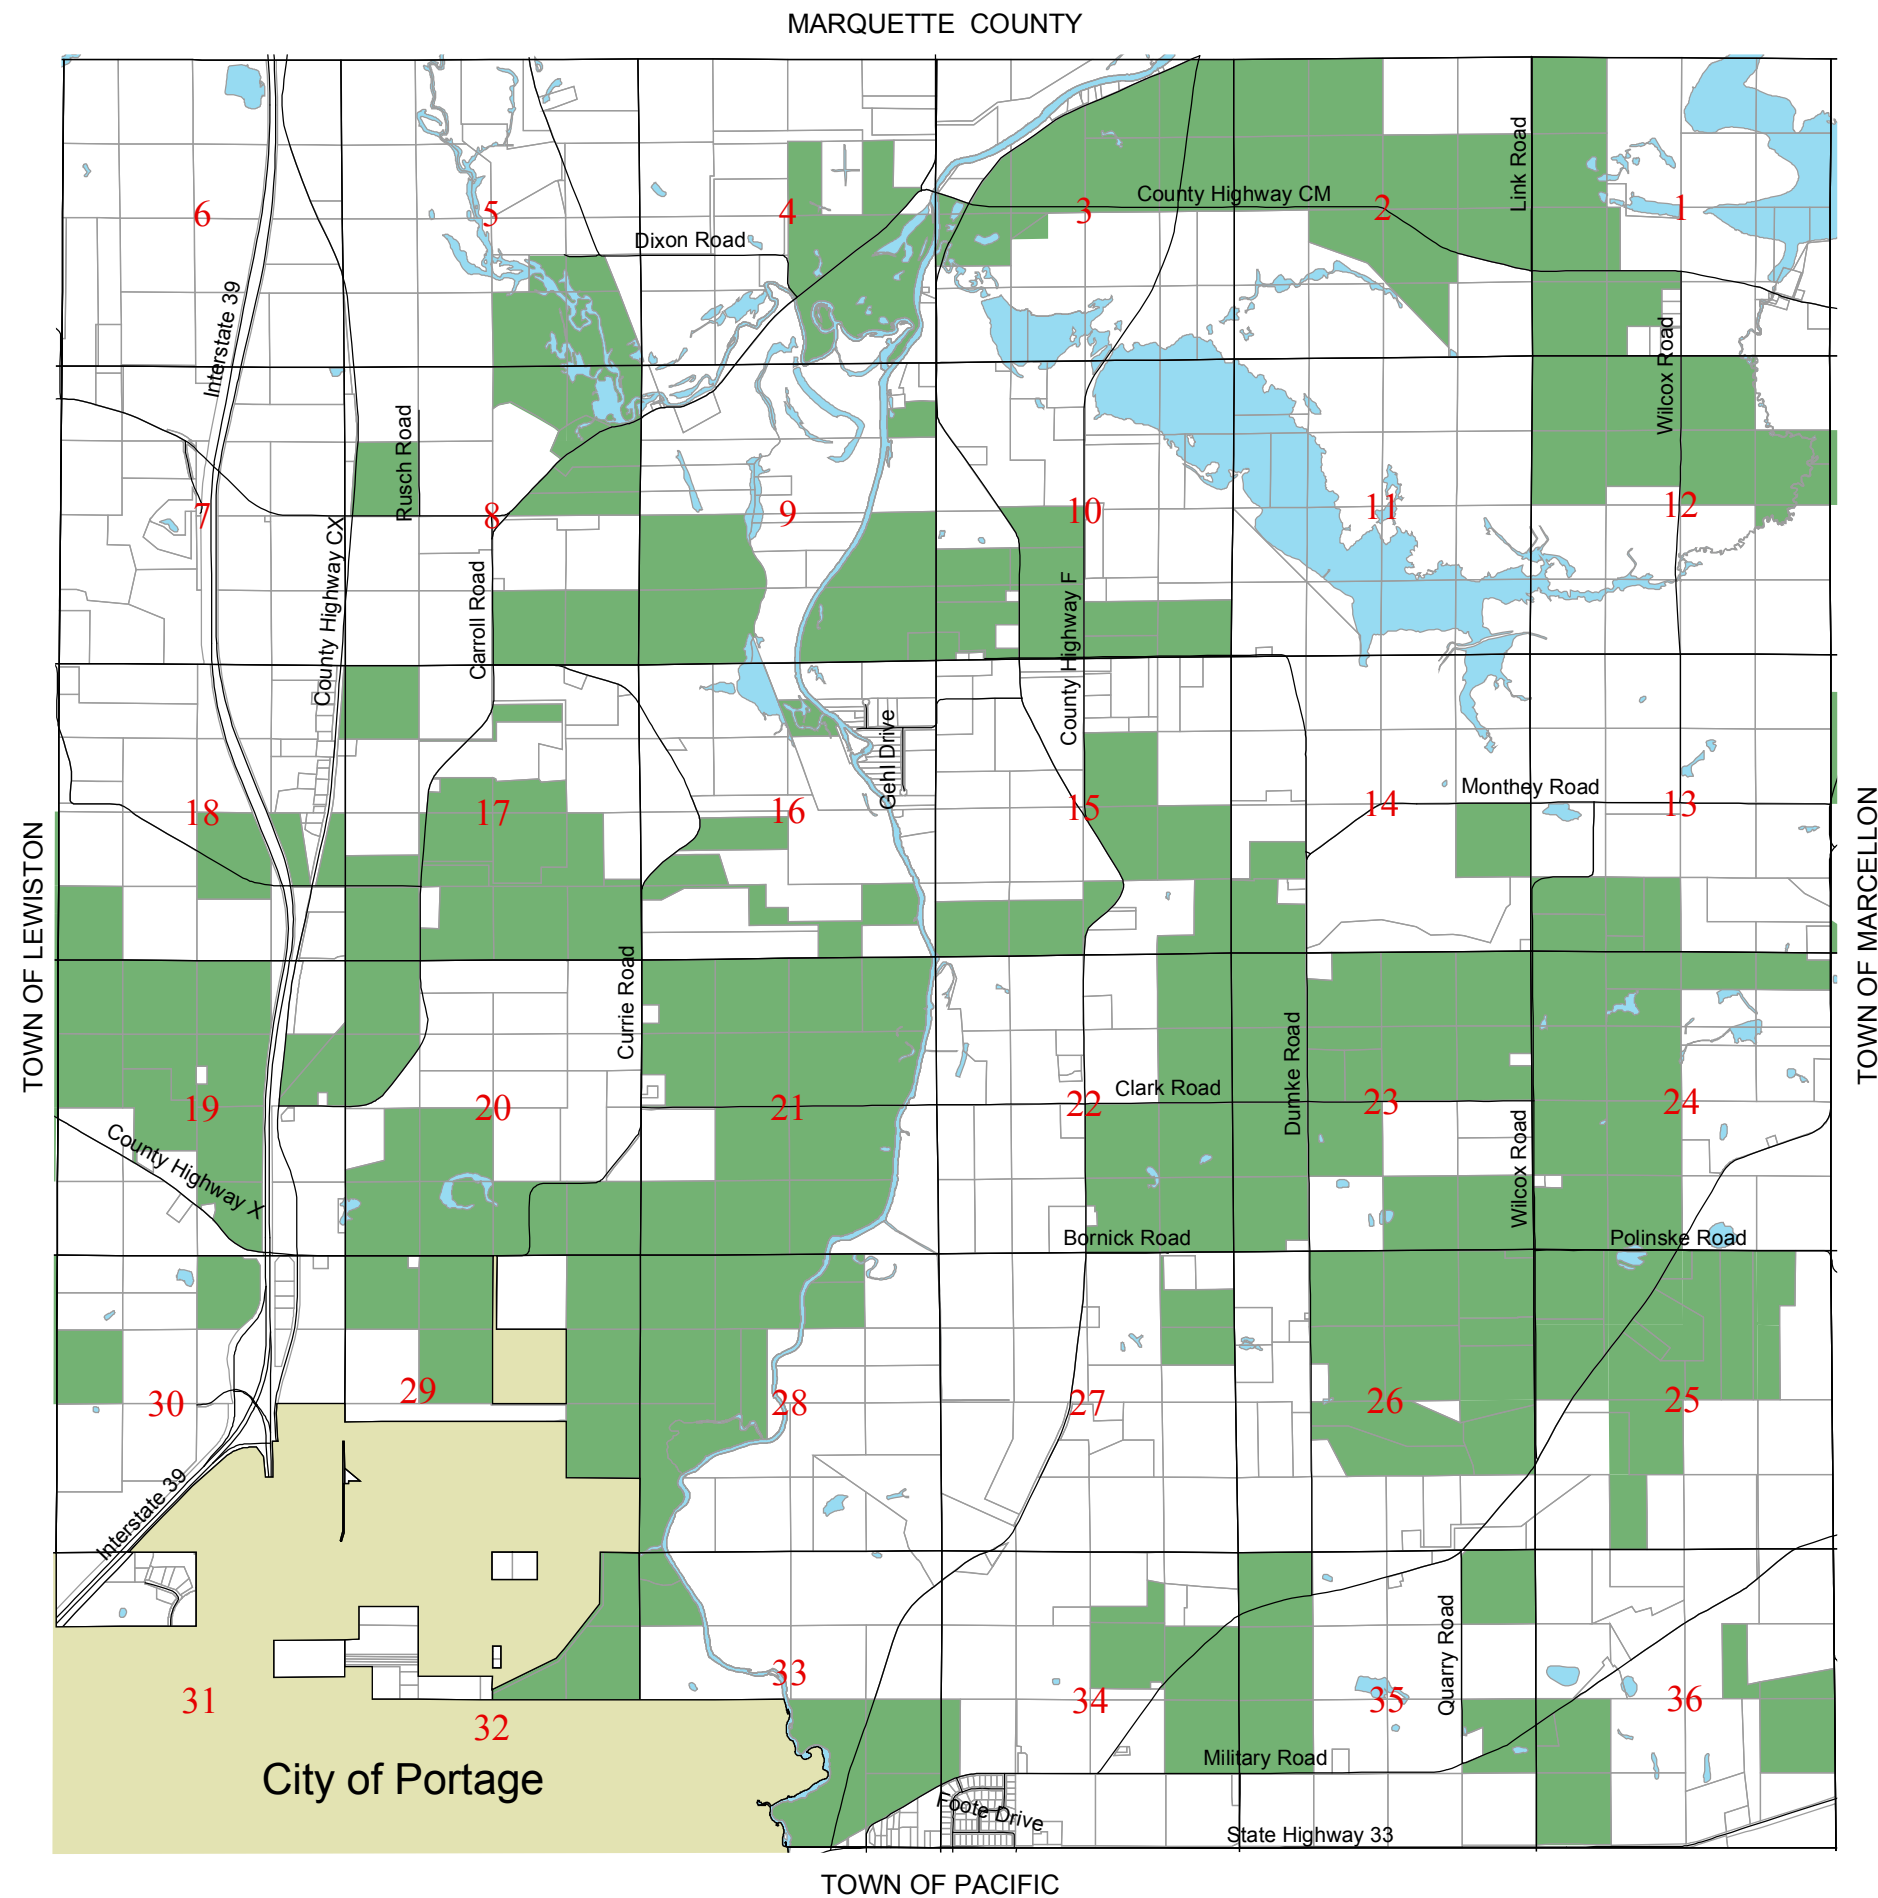 MARQUETTE COUNTY
Link Road
County Highway CM
6
5
4
3
2
1
Dixon Road
Interstate 39
Wilcox Road
Rusch Road
7
8
9
10
11
12
County Highway CX
Carroll Road
County Highway F
Gehl Drive
Monthey Road
18
17
16
15
14
13
TOWN OF LEWISTON
TOWN OF MARCELLON
Currie Road
Dumke Road
Clark Road
19
20
21
22
23
24
County Highway X
Wilcox Road
Bornick Road
Polinske Road
30
29
28
27
26
25
Interstate 39
Quarry Road
31
32
33
34
35
36
City of Portage
Military Road
Foote Drive
State Highway 33
TOWN OF PACIFIC